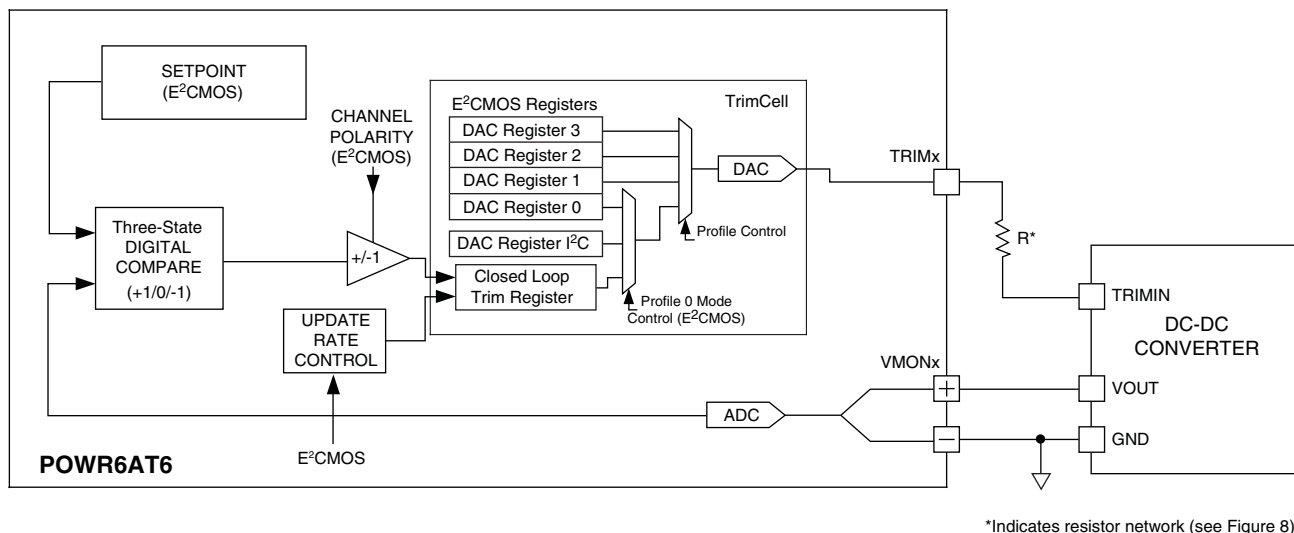 SETPOINT
(E²CMOS)
CHANNEL
POLARITY
(E²CMOS)
E²CMOS Registers
TrimCell
DAC Register 3
DAC Register 2
DAC Register 1
DAC Register 0
DAC Register I²C
Closed Loop
Trim Register
DAC
Profile Control
Profile 0 Mode
Control (E²CMOS)
TRIMx
R*
Three-State
DIGITAL
COMPARE
(+1/0/-1)
+/-1
UPDATE
RATE
CONTROL
E²CMOS
ADC
VMONx
+
–
TRIMIN
DC-DC
CONVERTER
VOUT
GND
POWR6AT6
*Indicates resistor network (see Figure 8)